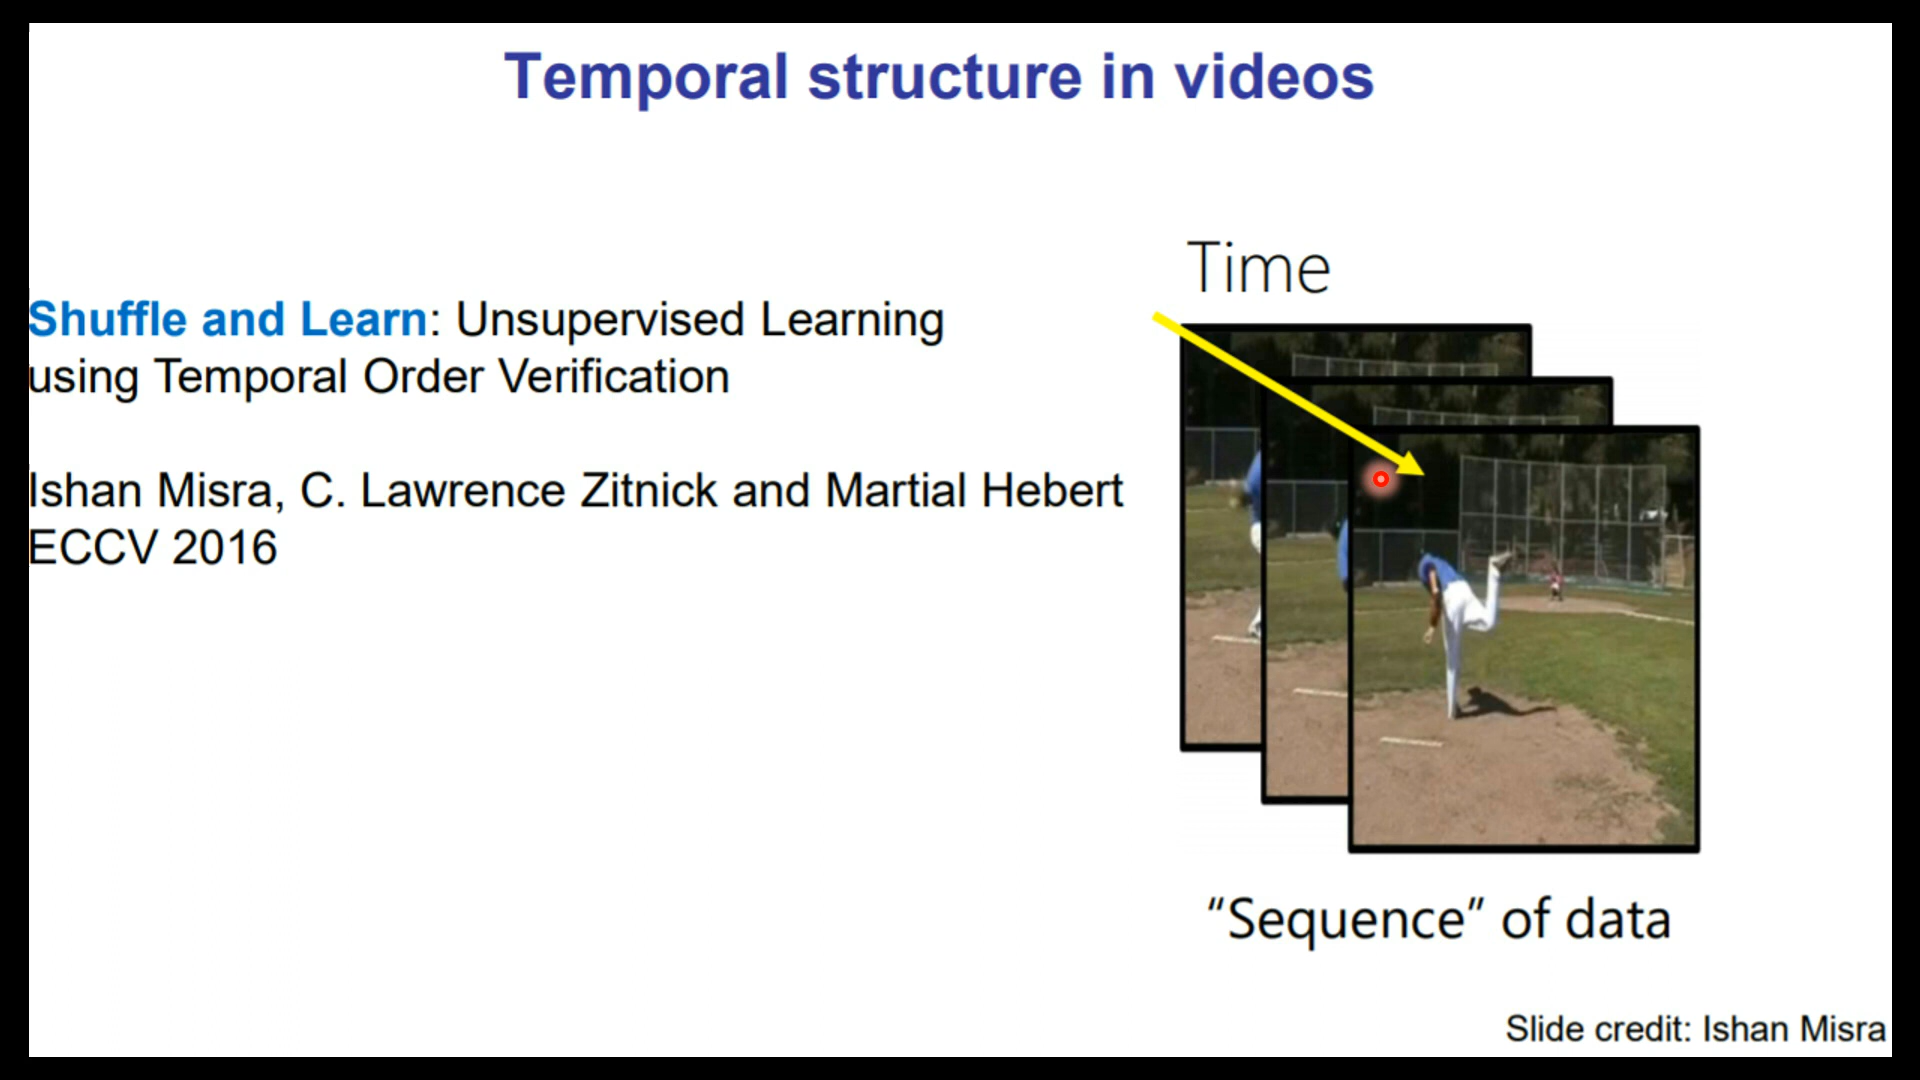 Temporal structure in videos
Shuffle and Learn: Unsupervised Learning
using Temporal Order Verification
Ishan Misra, C. Lawrence Zitnick and Martial Hebert
ECCV 2016
Time
“Sequence” of data
Slide credit: Ishan Misra